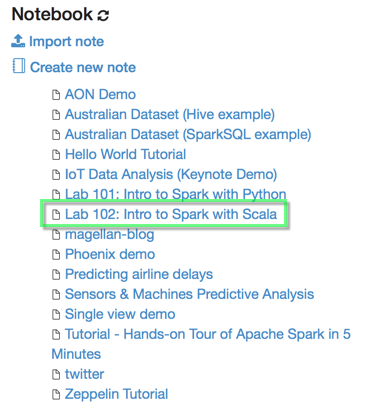 Notebook
Import note
Create new note
AON Demo
Australian Dataset (Hive example)
Australian Dataset (SparkSQL example)
Hello World Tutorial
IoT Data Analysis (Keynote Demo)
Lab 101: Intro to Spark with Python
Lab 102: Intro to Spark with Scala
magellan-blog
Phoenix demo
Predicting airline delays
Sensors & Machines Predictive Analysis
Single view demo
Tutorial - Hands-on Tour of Apache Spark in 5
Minutes
twitter
Zeppelin Tutorial